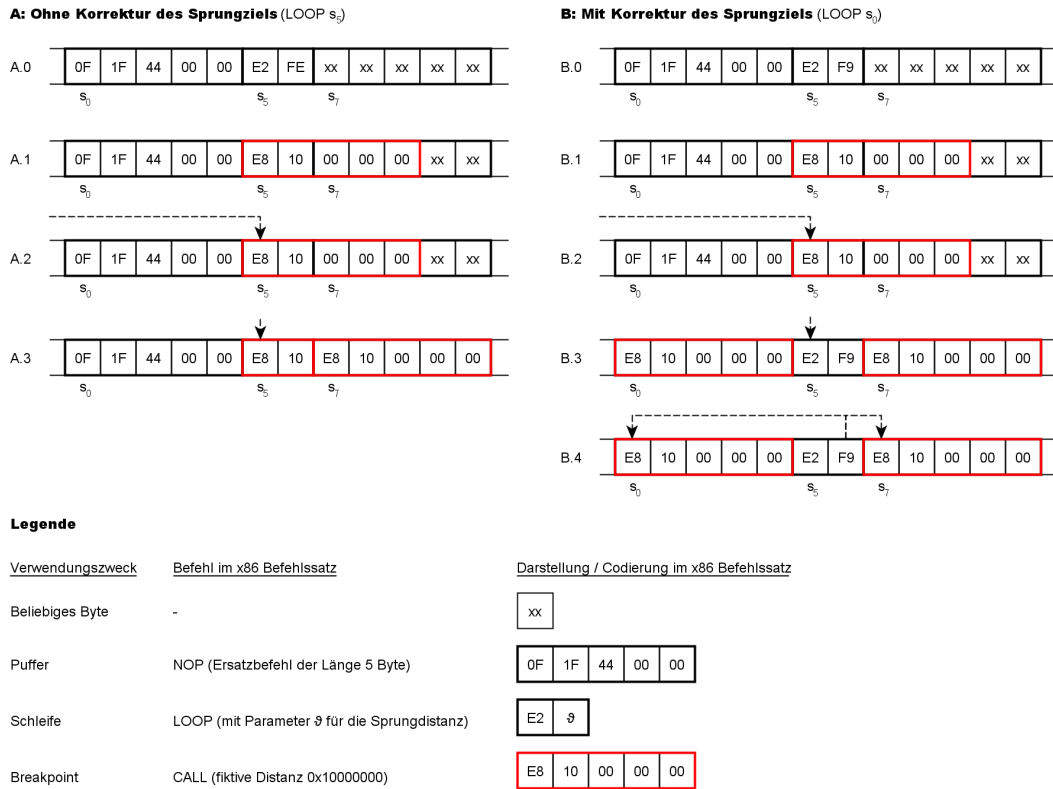 A: Ohne Korrektur des Sprungziels (LOOP s5) B: Mit Korrektur des Sprungziels (LOOP s0)
A.0 0F 1F 44 00 00 E2 FE xx xx xx xx xx B.0 0F 1F 44 00 00 E2 F9 xx xx xx xx xx
s0 s5 s7 s0 s5 s7
A.1 0F 1F 44 00 00 E8 10 00 00 00 xx xx B.1 0F 1F 44 00 00 E8 10 00 00 00 xx xx
s0 s5 s7 s0 s5 s7
A.2 0F 1F 44 00 00 E8 10 00 00 00 xx xx B.2 0F 1F 44 00 00 E8 10 00 00 00 xx xx
s0 s5 s7 s0 s5 s7
A.3 0F 1F 44 00 00 E8 10 E8 10 00 00 00 B.3 E8 10 00 00 00 E2 F9 E8 10 00 00 00
s0 s5 s7 s0 s5 s7
B.4 E8 10 00 00 00 E2 F9 E8 10 00 00 00
s0 s5 s7
Legende
Verwendungszweck Befehl im x86 Befehlssatz Darstellung / Codierung im x86 Befehlssatz
Beliebiges Byte - xx
Puffer NOP (Ersatzbefehl der Länge 5 Byte) 0F 1F 44 00 00
Schleife LOOP (mit Parameter ϑ für die Sprungdistanz) E2 ϑ
Breakpoint CALL (fiktive Distanz 0x10000000) E8 10 00 00 00